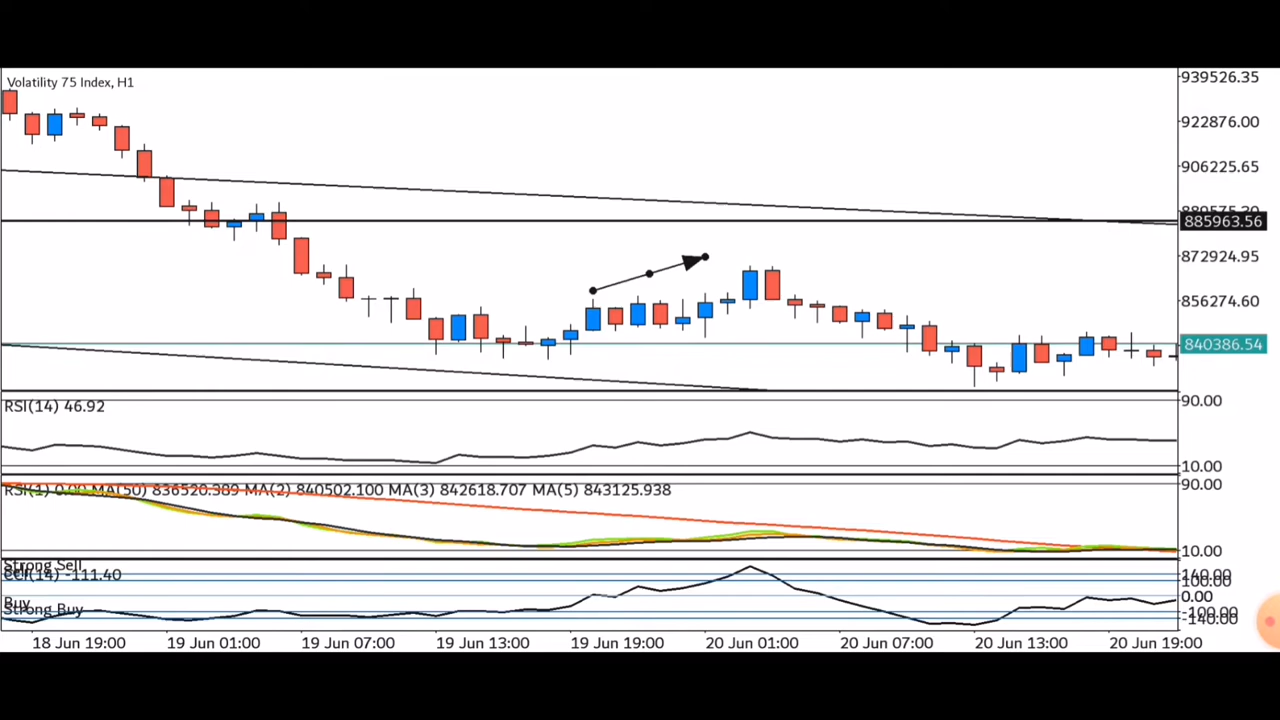 Volatility 75 Index, H1
939526.35
922876.00
906225.65
885963.56
872924.95
856274.60
840386.54
RSI(14) 46.92
90.00
10.00
RSI(1) 0.00 MA(50) 836520.389 MA(2) 840502.100 MA(3) 842618.707 MA(5) 843125.938
90.00
10.00
Strong Sell
CCI(14) -111.40
140.00
100.00
0.00
Buy
Strong Buy
-100.00
-140.00
18 Jun 19:00 19 Jun 01:00 19 Jun 07:00 19 Jun 13:00 19 Jun 19:00 20 Jun 01:00 20 Jun 07:00 20 Jun 13:00 20 Jun 19:00